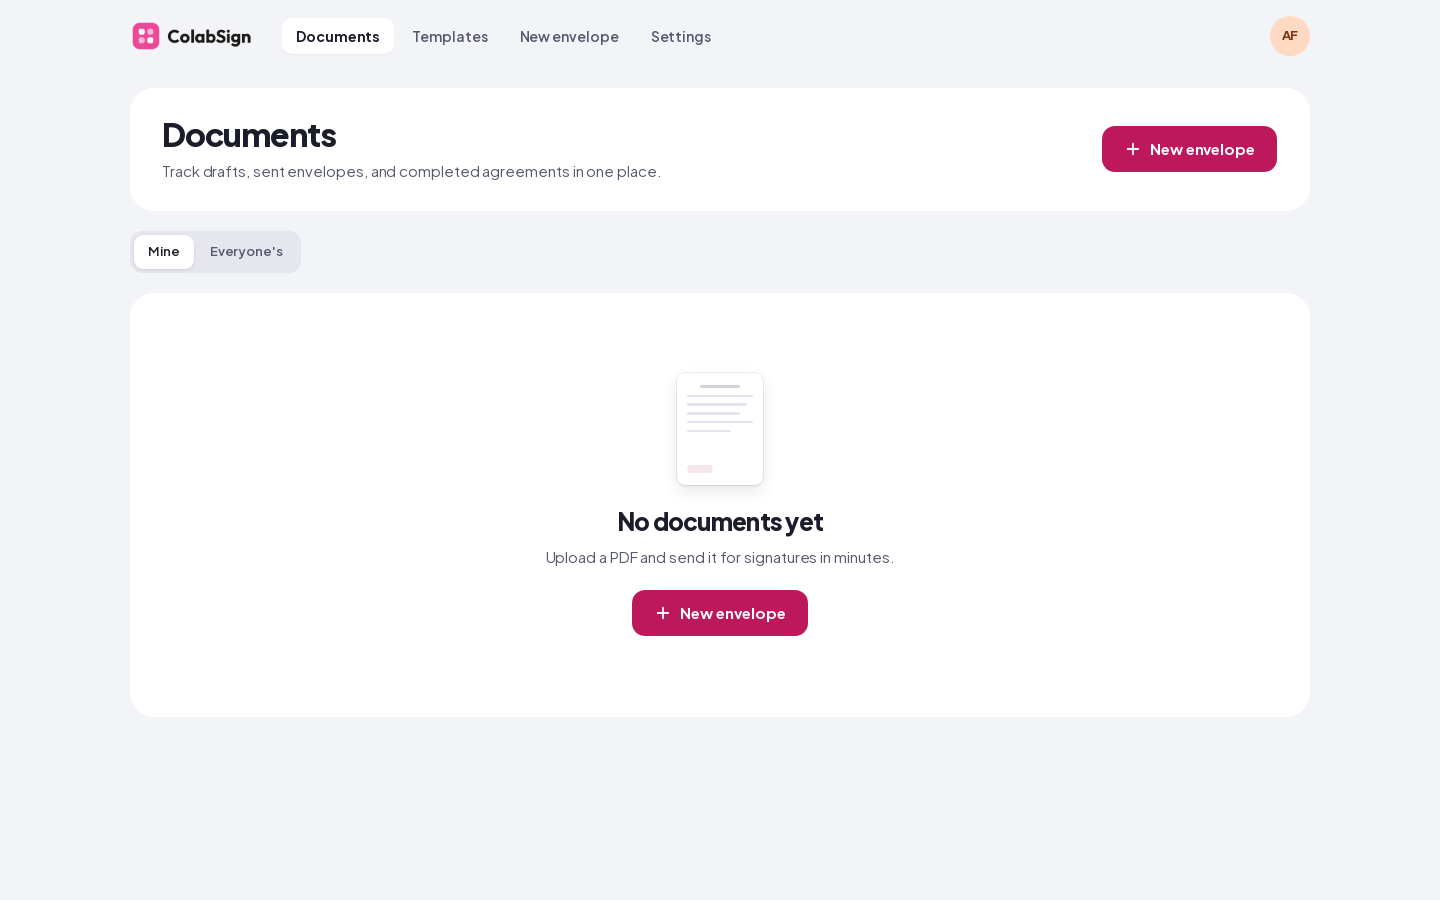 ColabSign
Documents
Templates
New envelope
Settings
AF
Documents
Track drafts, sent envelopes, and completed agreements in one place.
New envelope
Mine
Everyone's
No documents yet
Upload a PDF and send it for signatures in minutes.
New envelope